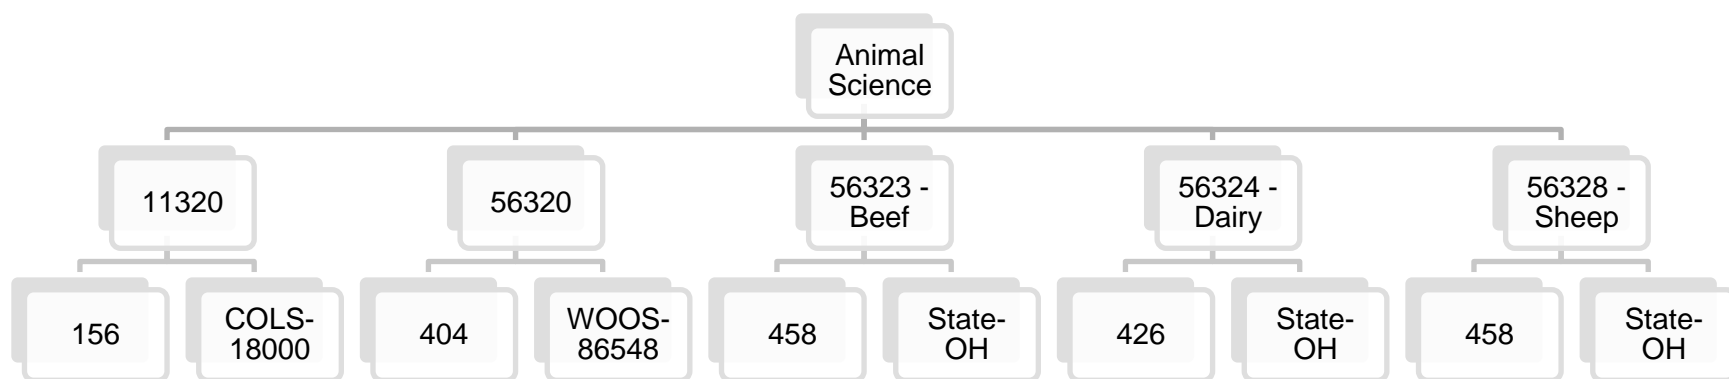 Animal
Science
11320
56320
56323 -
Beef
56324 -
Dairy
56328 -
Sheep
156
COLS-
18000
404
WOOS-
86548
458
State-
OH
426
State-
OH
458
State-
OH